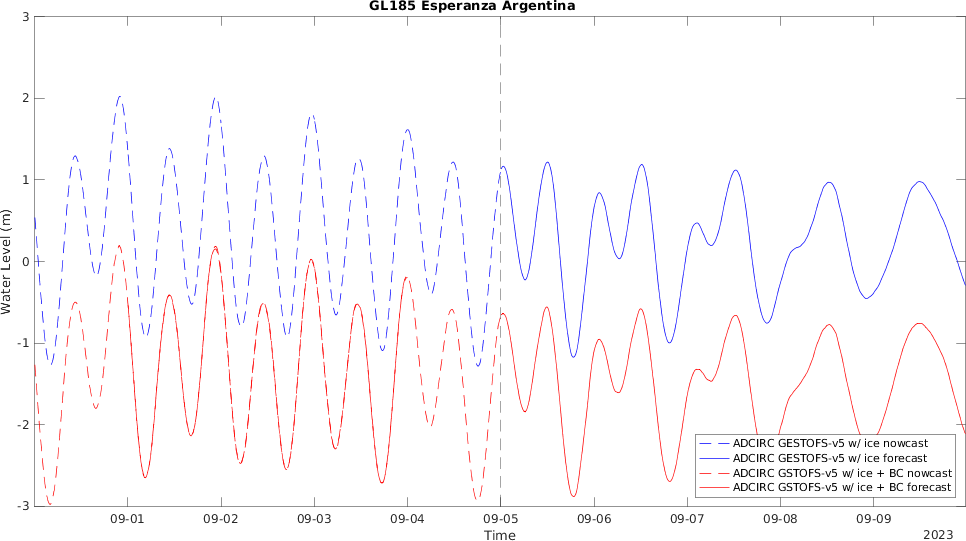 GL185 Esperanza Argentina
3
2
1
0
-1
-2
-3
Water Level (m)
09-01 09-02 09-03 09-04 09-05 09-06 09-07 09-08 09-09
Time
2023
ADCIRC GESTOFS-v5 w/ ice nowcast
ADCIRC GESTOFS-v5 w/ ice forecast
ADCIRC GSTOFS-v5 w/ ice + BC nowcast
ADCIRC GSTOFS-v5 w/ ice + BC forecast